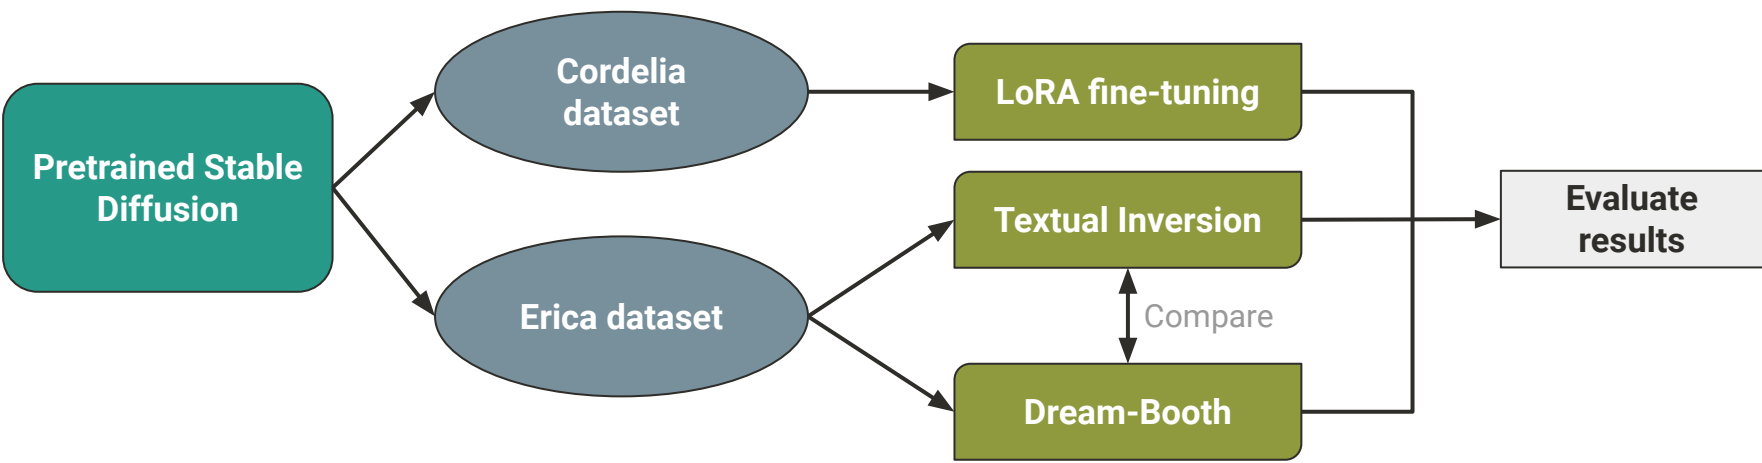 Pretrained Stable
Diffusion
Cordelia
dataset
Erica dataset
LoRA fine-tuning
Textual Inversion
Compare
Dream-Booth
Evaluate
results